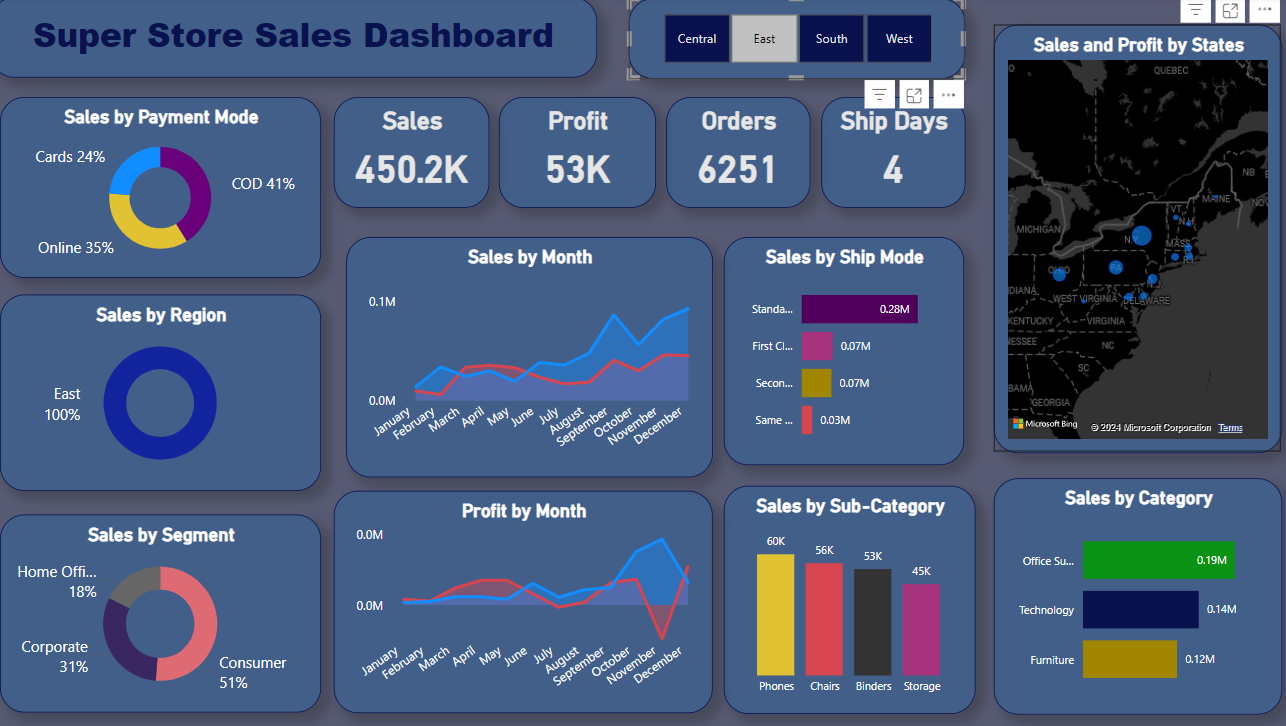 Super Store Sales Dashboard
Central
East
South
West
Sales and Profit by States
QUEBEC
NB
MAINE
NOV
VT
N.H
MICHIGAN
N.Y
MASS
R.I.
OHIO
PA
N.J
DIANA
WEST VIRGINIA
DELAWARE
KENTUCKY
VIRGINIA
NESSEE
NC
SC
BAMA
GEORGIA
Microsoft Bing
© 2024 Microsoft Corporation
Terms
Sales by Payment Mode
Cards 24%
COD 41%
Online 35%
Sales
450.2K
Profit
53K
Orders
6251
Ship Days
4
Sales by Region
East
100%
Sales by Month
0.1M
0.0M
January
February
March
April
May
June
July
August
September
October
November
December
Sales by Ship Mode
Standa...
0.28M
First Cl...
0.07M
Secon...
0.07M
Same ...
0.03M
Sales by Segment
Home Offi...
18%
Corporate
31%
Consumer
51%
Profit by Month
0.0M
0.0M
January
February
March
April
May
June
July
August
September
October
November
December
Sales by Sub-Category
60K
56K
53K
45K
Phones
Chairs
Binders
Storage
Sales by Category
Office Su...
0.19M
Technology
0.14M
Furniture
0.12M